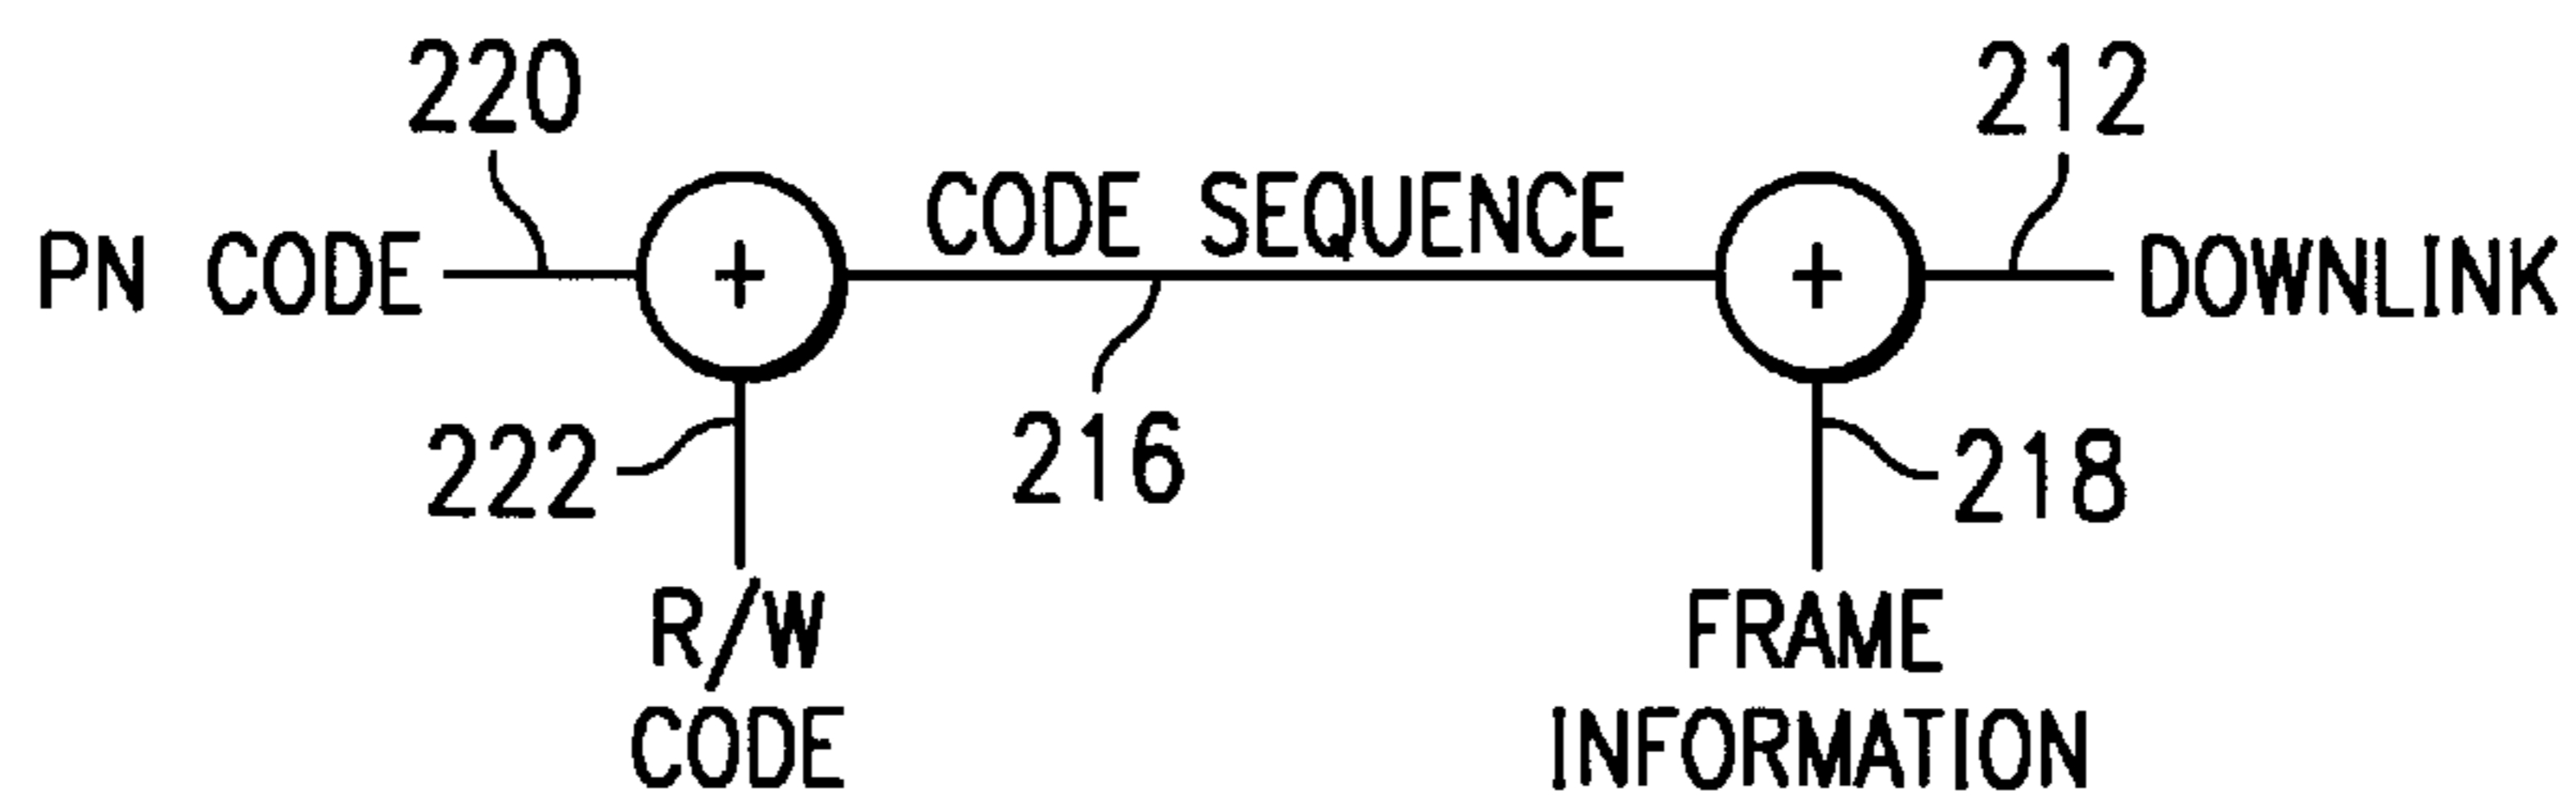 220
212
PN CODE
+
CODE SEQUENCE
+
DOWNLINK
222
216
218
R/W
CODE
FRAME
INFORMATION